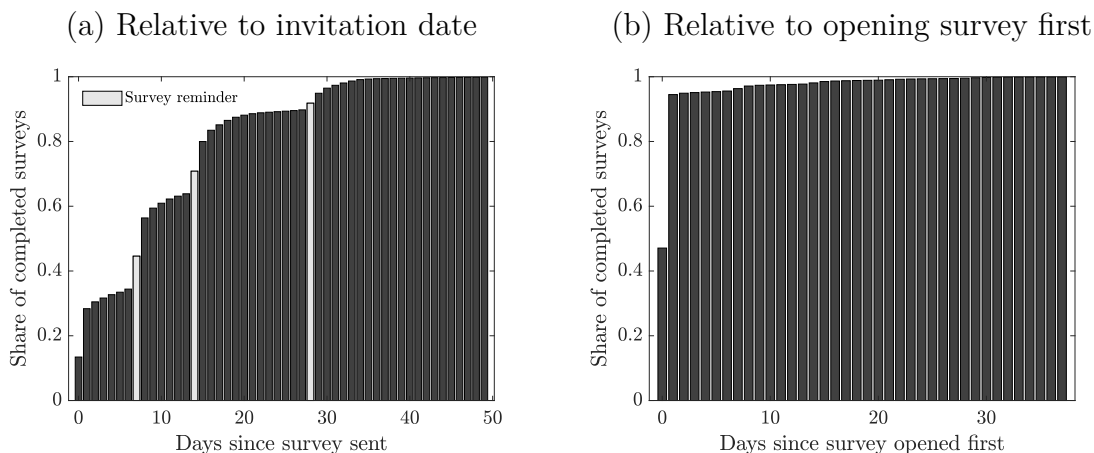 (a) Relative to invitation date
Survey reminder
Share of completed surveys
1
0.8
0.6
0.4
0.2
0
0 10 20 30 40 50
Days since survey sent
(b) Relative to opening survey first
Share of completed surveys
1
0.8
0.6
0.4
0.2
0
0 10 20 30
Days since survey opened first